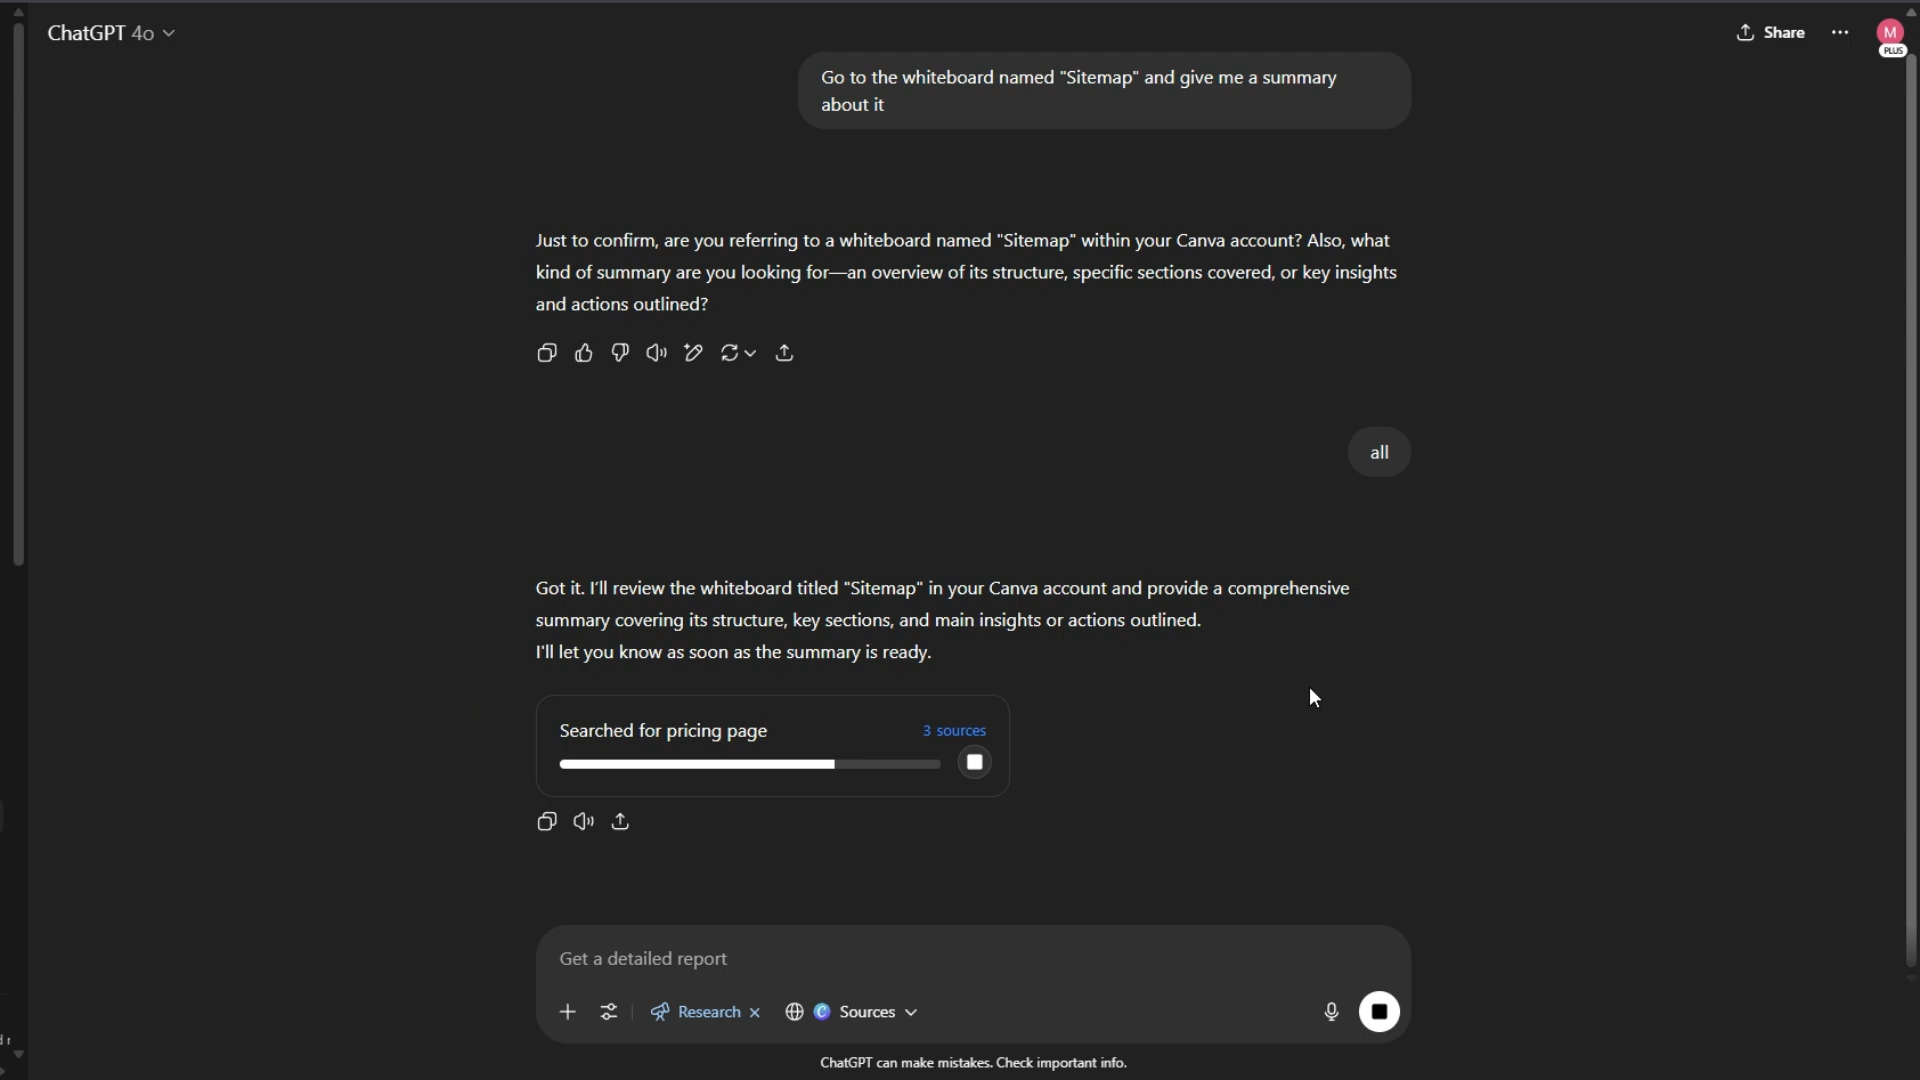 ChatGPT 4o
Share
M
PLUS
Go to the whiteboard named "Sitemap" and give me a summary
about it
Just to confirm, are you referring to a whiteboard named "Sitemap" within your Canva account? Also, what
kind of summary are you looking for—an overview of its structure, specific sections covered, or key insights
and actions outlined?
all
Got it. I'll review the whiteboard titled "Sitemap" in your Canva account and provide a comprehensive
summary covering its structure, key sections, and main insights or actions outlined.
I'll let you know as soon as the summary is ready.
Searched for pricing page
3 sources
Get a detailed report
Research
Sources
ChatGPT can make mistakes. Check important info.